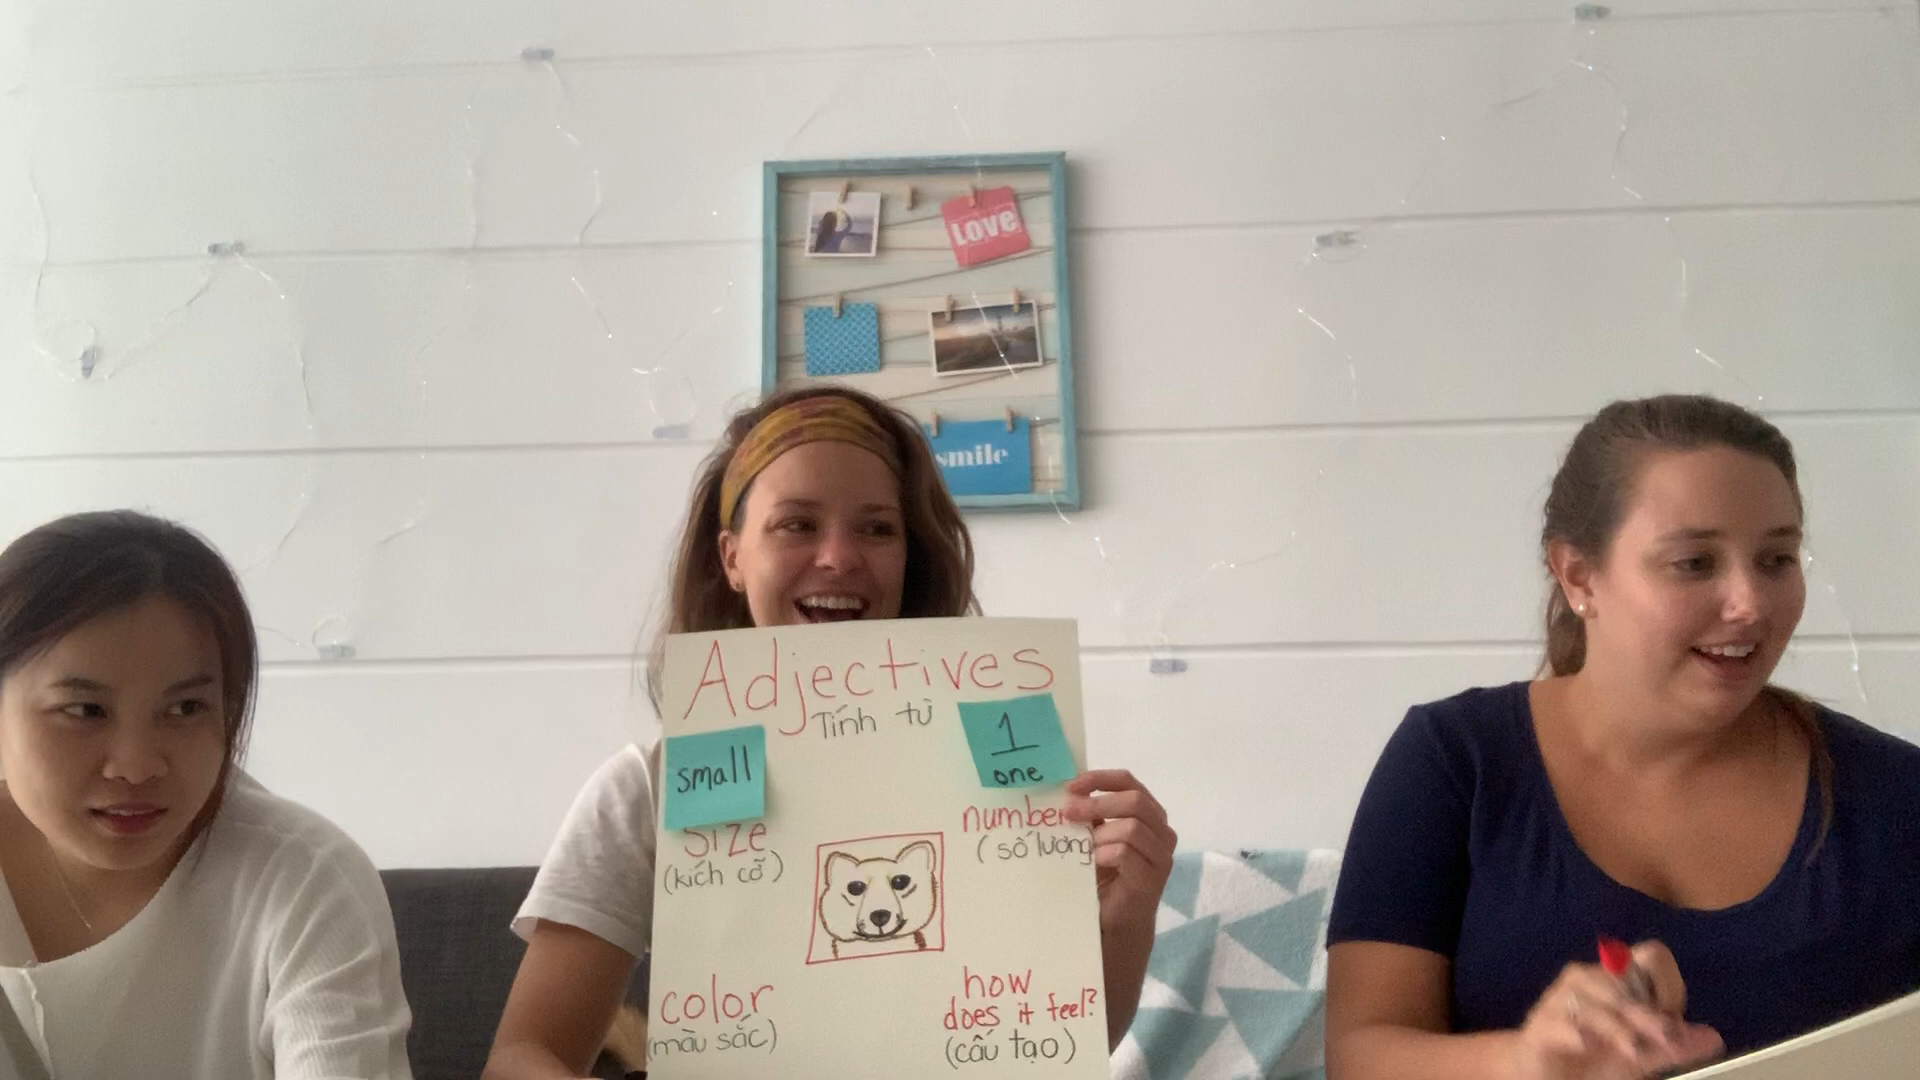 LOVE
smile
Adjectives
Tính từ
small
1
one
size
(kích cỡ)
number
(số lượng
color
(màu sắc)
how
does it feel?
(cấu tạo)